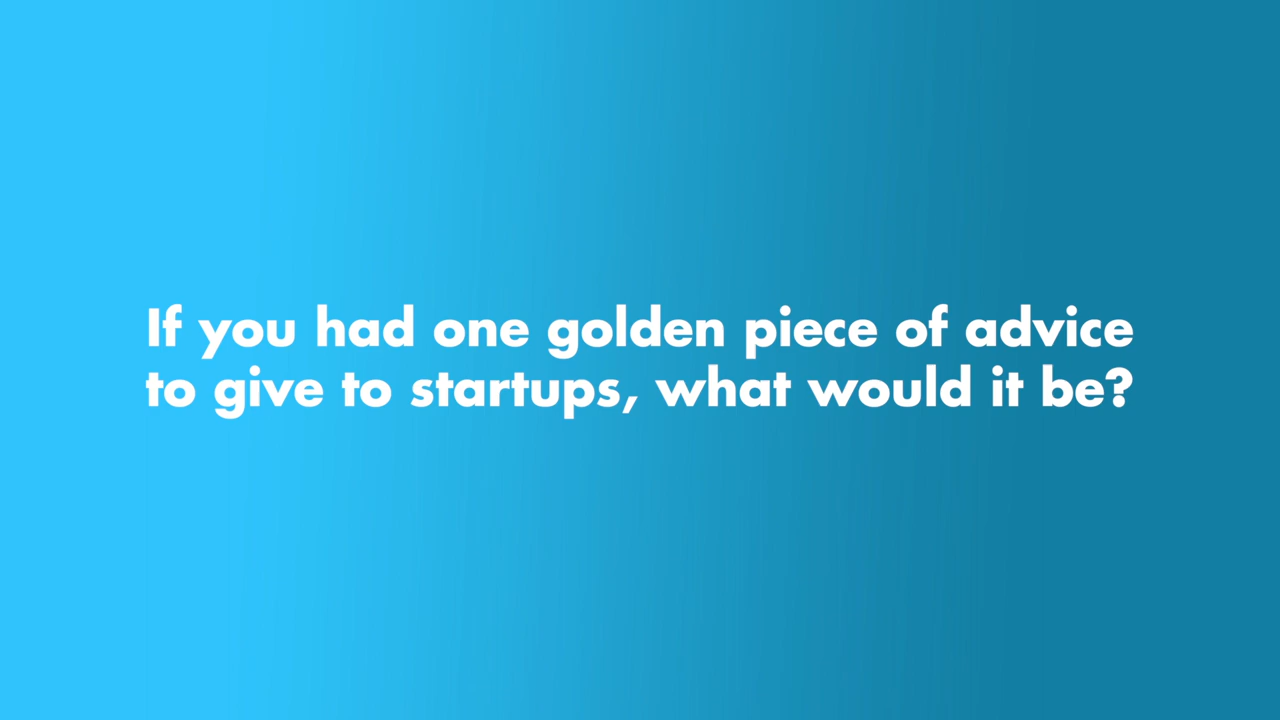 If you had one golden piece of advice
to give to startups, what would it be?